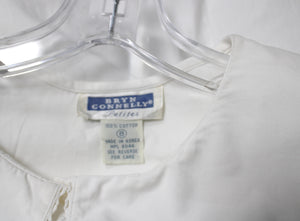 BRYN
CONNELLY®
Petites
100% COTTON
MADE IN KOREA
SEE REVERSE
FOR CARE